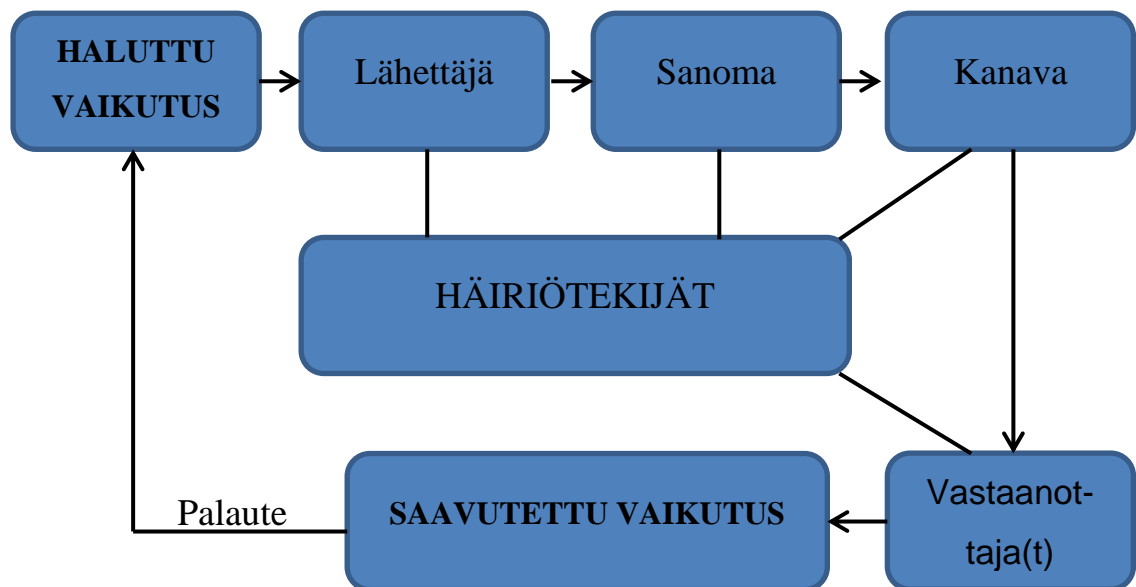 HALUTTU
VAIKUTUS
Lähettäjä
Sanoma
Kanava
HÄIRIÖTEKIJÄT
Vastaanot-
taja(t)
SAAVUTETTU VAIKUTUS
Palaute